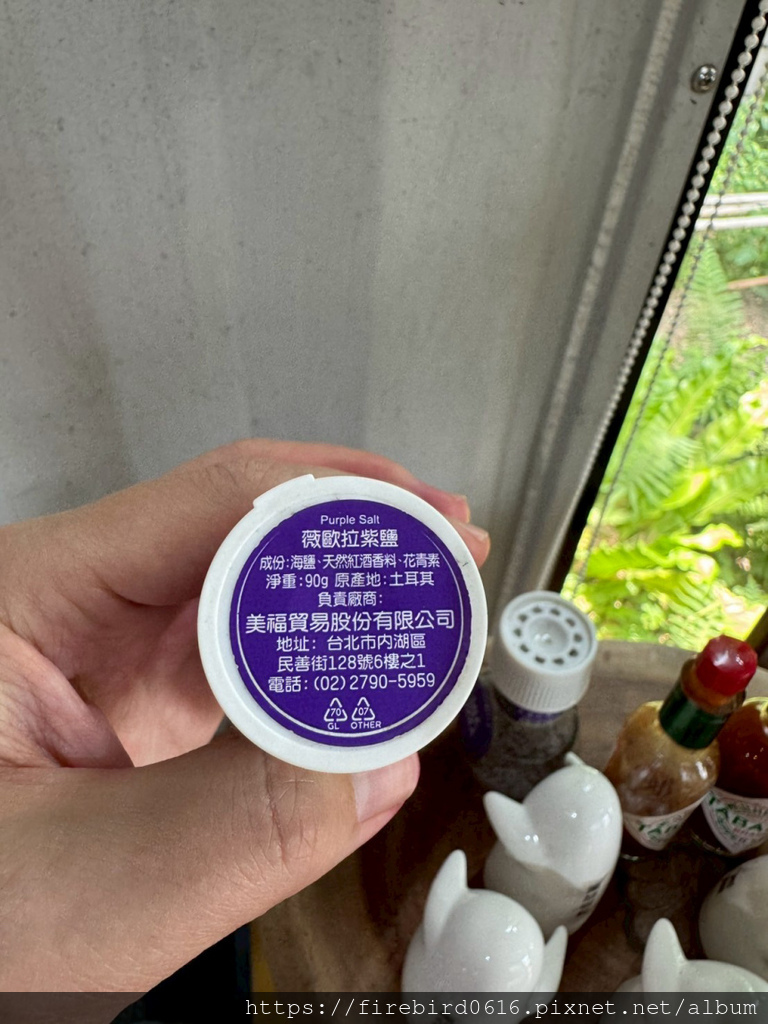 Purple Salt
薇歐拉紫鹽
成份:海鹽、天然紅酒香料、花青素
淨重:90g 原產地:土耳其
負責廠商:
美福貿易股份有限公司
地址: 台北市內湖區
民善街128號6樓之1
電話:(02)2790-5959
70 07
GL OTHER
TABA
https://firebird0616.pixnet.net/album